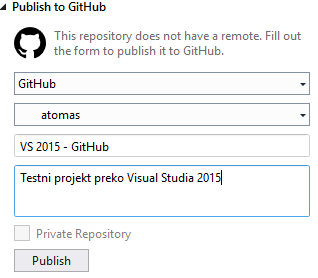 Publish to GitHub
This repository does not have a remote. Fill out
the form to publish it to GitHub.
GitHub
atomas
VS 2015 - GitHub
Testni projekt preko Visual Studia 2015
Private Repository
Publish